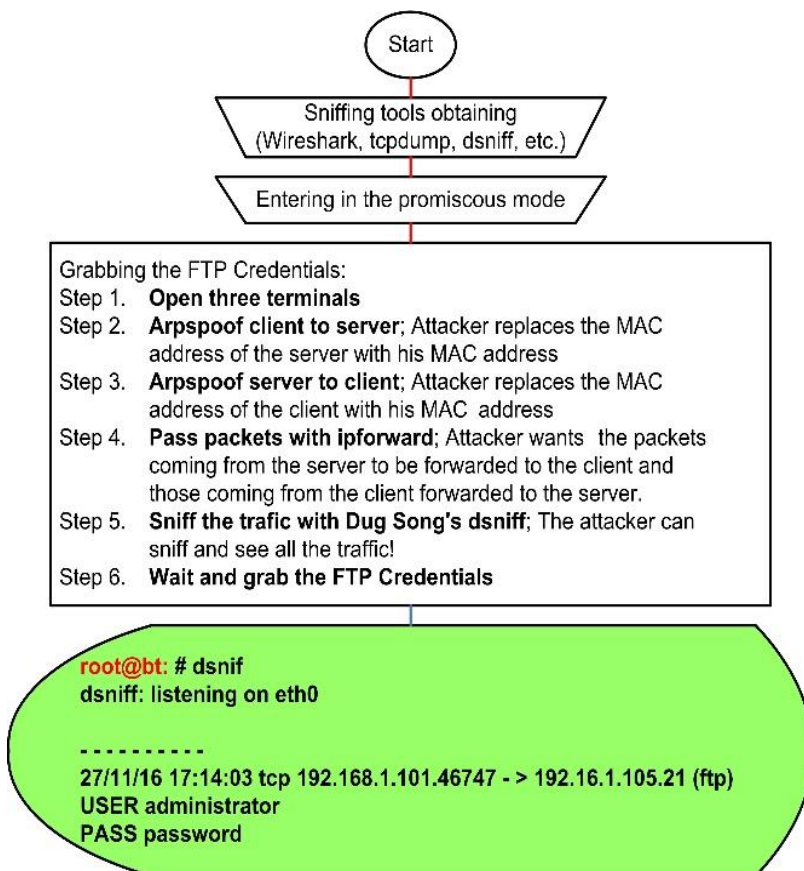 Start
Sniffing tools obtaining
(Wireshark, tcpdump, dsniff, etc.)
Entering in the promiscous mode
Grabbing the FTP Credentials:
Step 1. Open three terminals
Step 2. Arpspoof client to server; Attacker replaces the MAC
address of the server with his MAC address
Step 3. Arpspoof server to client; Attacker replaces the MAC
address of the client with his MAC address
Step 4. Pass packets with ipforward; Attacker wants the packets
coming from the server to be forwarded to the client and
those coming from the client forwarded to the server.
Step 5. Sniff the trafic with Dug Song's dsniff; The attacker can
sniff and see all the traffic!
Step 6. Wait and grab the FTP Credentials
root@bt: # dsnif
dsniff: listening on eth0
- - - - - - - - - -
27/11/16 17:14:03 tcp 192.168.1.101.46747 - > 192.16.1.105.21 (ftp)
USER administrator
PASS password